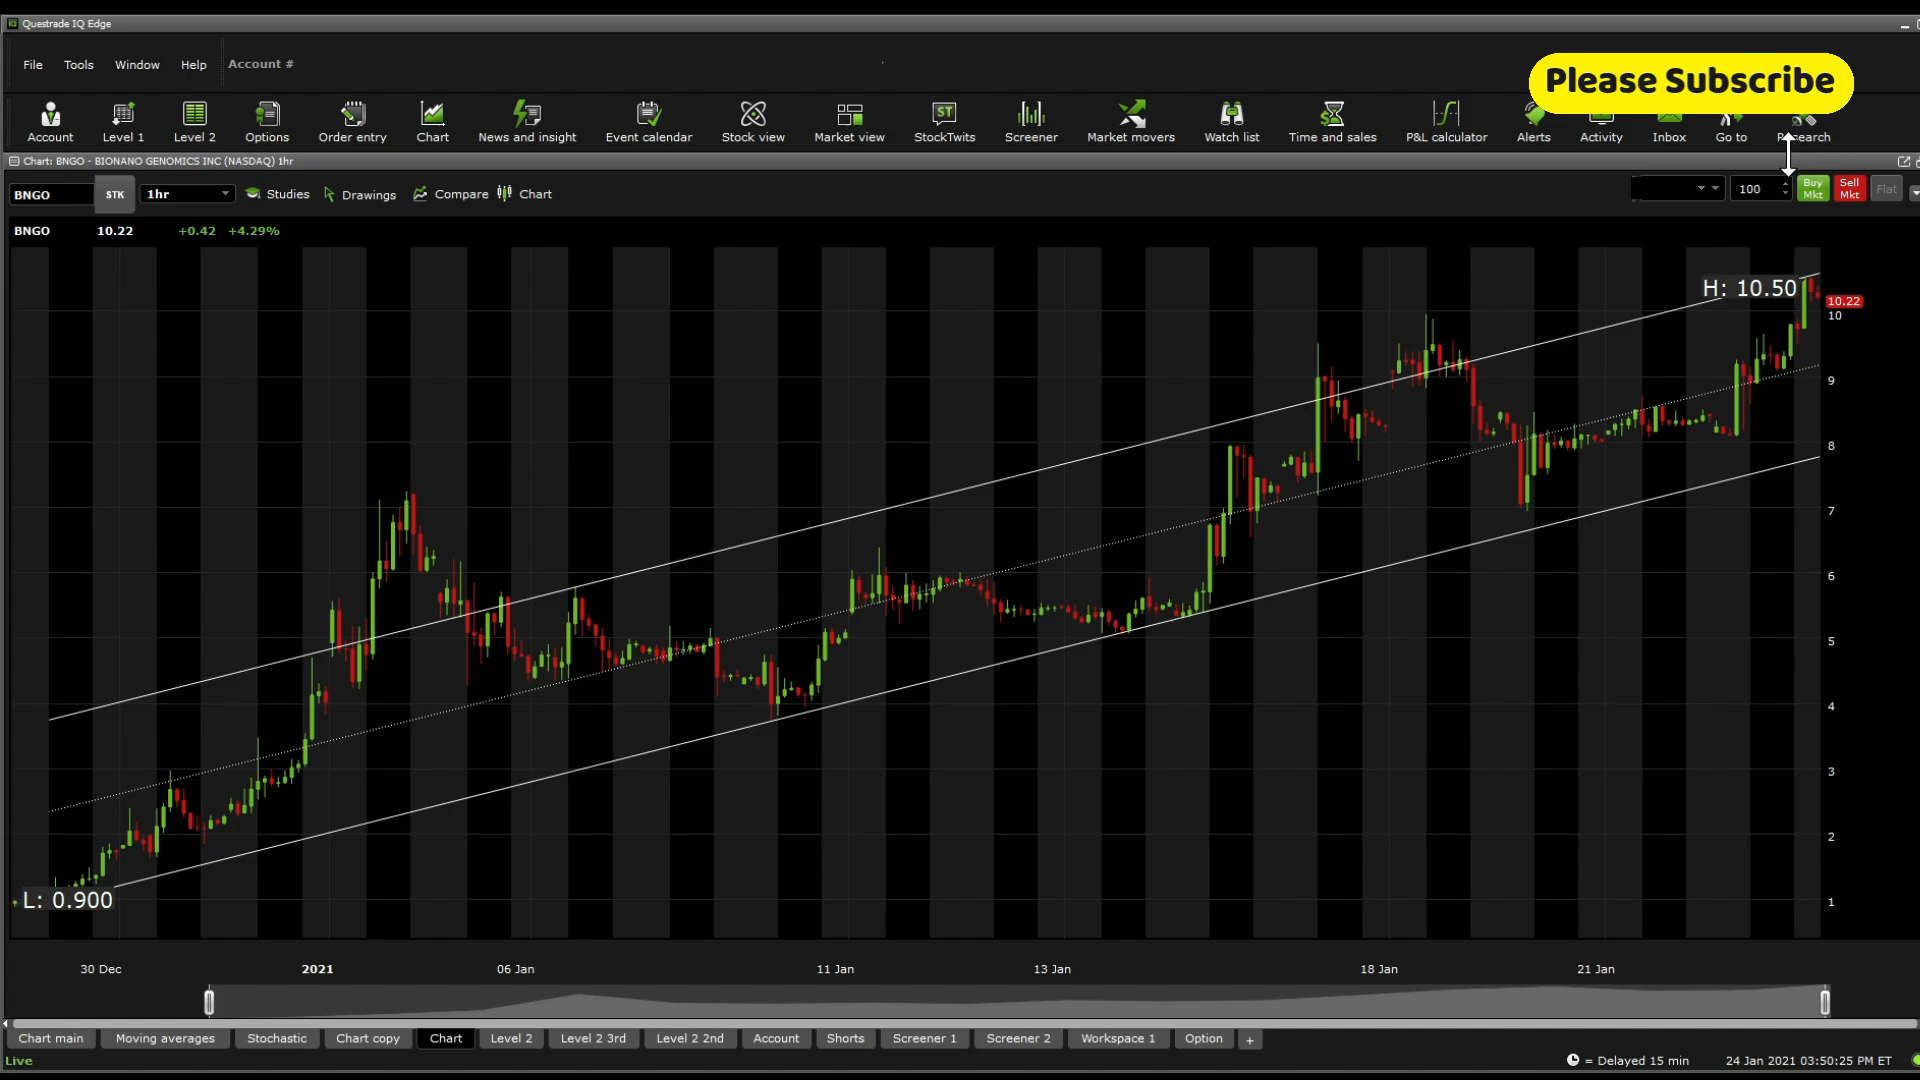 Questrade IQ Edge
File Tools Window Help Account #
Please Subscribe
Account Level 1 Level 2 Options Order entry Chart News and insight Event calendar Stock view Market view StockTwits Screener Market movers Watch list Time and sales P&L calculator Alerts Activity Inbox Go to Research
Chart: BNGO - BIONANO GENOMICS INC (NASDAQ) 1hr
BNGO STK 1hr Studies Drawings Compare Chart 100 Buy Mkt Sell Mkt Flat
BNGO 10.22 +0.42 +4.29%
H: 10.50
10.22
10
9
8
7
6
5
4
3
2
L: 0.900
1
30 Dec 2021 06 Jan 11 Jan 13 Jan 18 Jan 21 Jan
Chart main Moving averages Stochastic Chart copy Chart Level 2 Level 2 3rd Level 2 2nd Account Shorts Screener 1 Screener 2 Workspace 1 Option +
Live = Delayed 15 min 24 Jan 2021 03:50:25 PM ET